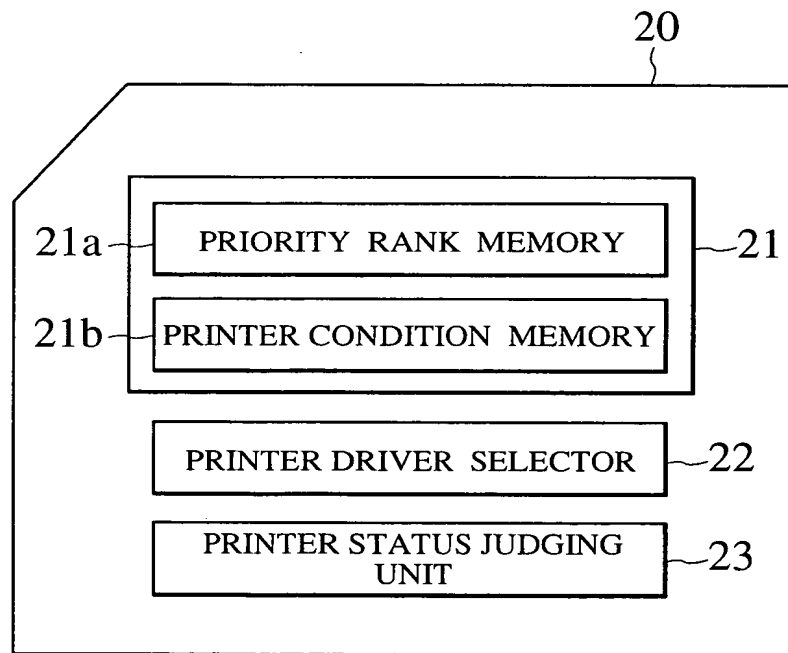 20
21a PRIORITY RANK MEMORY 21
21b PRINTER CONDITION MEMORY
PRINTER DRIVER SELECTOR 22
PRINTER STATUS JUDGING
UNIT 23